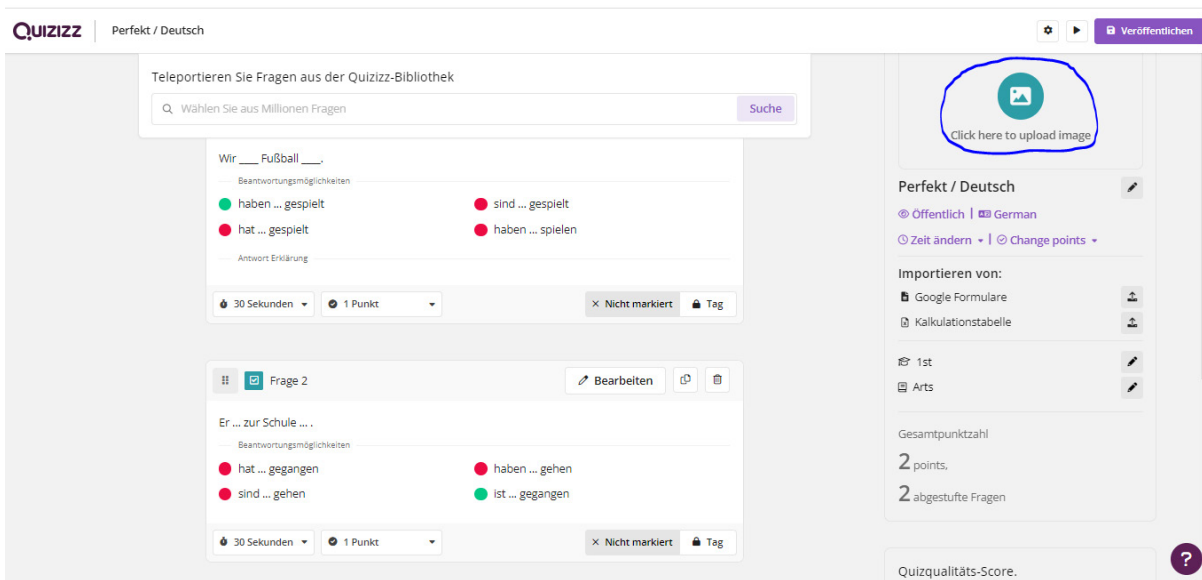 QUIZIZZ
Perfekt / Deutsch
Veröffentlichen
Teleportieren Sie Fragen aus der Quizizz-Bibliothek
Wählen Sie aus Millionen Fragen
Suche
Wir ___ Fußball ___.
Beantwortungsmöglichkeiten
haben ... gespielt
sind ... gespielt
hat ... gespielt
haben ... spielen
Antwort Erklärung
30 Sekunden
1 Punkt
× Nicht markiert
Tag
Frage 2
Bearbeiten
Er ... zur Schule ... .
Beantwortungsmöglichkeiten
hat ... gegangen
haben ... gehen
sind ... gehen
ist ... gegangen
30 Sekunden
1 Punkt
× Nicht markiert
Tag
Click here to upload image
Perfekt / Deutsch
Öffentlich | German
Zeit ändern | Change points
Importieren von:
Google Formulare
Kalkulationstabelle
1st
Arts
Gesamtpunktzahl
2 points,
2 abgestufte Fragen
Quizqualitäts-Score.
?